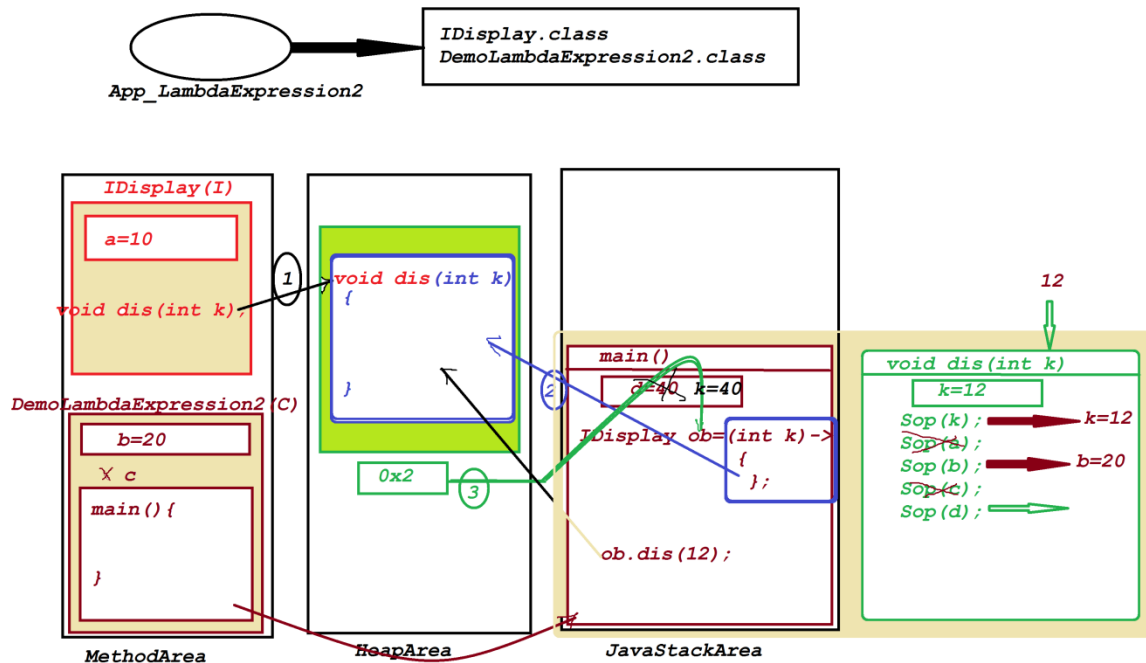 IDisplay.class
DemoLambdaExpression2.class
App_LambdaExpression2
IDisplay(I)
a=10
void dis(int k);
DemoLambdaExpression2(C)
b=20
x c
main(){
}
MethodArea
1
void dis(int k)
{
}
0x2
3
HeapArea
main()
2
d=40 k=40
IDisplay ob=(int k)->
{
};
ob.dis(12);
JavaStackArea
12
void dis(int k)
k=12
Sop(k); k=12
Sop(a);
Sop(b); b=20
Sop(c);
Sop(d);